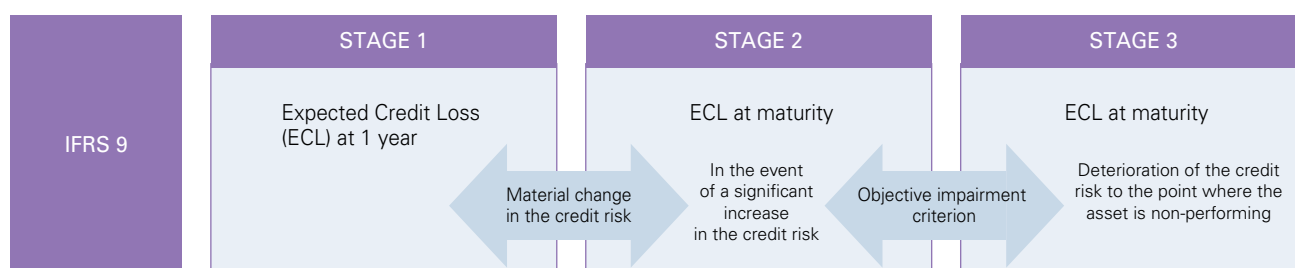 IFRS 9
STAGE 1
Expected Credit Loss
(ECL) at 1 year
Material change
in the credit risk
STAGE 2
ECL at maturity
In the event
of a significant
increase
in the credit risk
Objective impairment
criterion
STAGE 3
ECL at maturity
Deterioration of the credit
risk to the point where the
asset is non-performing